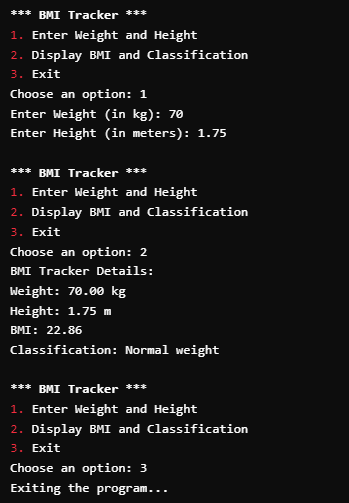 *** BMI Tracker ***
1. Enter Weight and Height
2. Display BMI and Classification
3. Exit
Choose an option: 1
Enter Weight (in kg): 70
Enter Height (in meters): 1.75
*** BMI Tracker ***
1. Enter Weight and Height
2. Display BMI and Classification
3. Exit
Choose an option: 2
BMI Tracker Details:
Weight: 70.00 kg
Height: 1.75 m
BMI: 22.86
Classification: Normal weight
*** BMI Tracker ***
1. Enter Weight and Height
2. Display BMI and Classification
3. Exit
Choose an option: 3
Exiting the program...